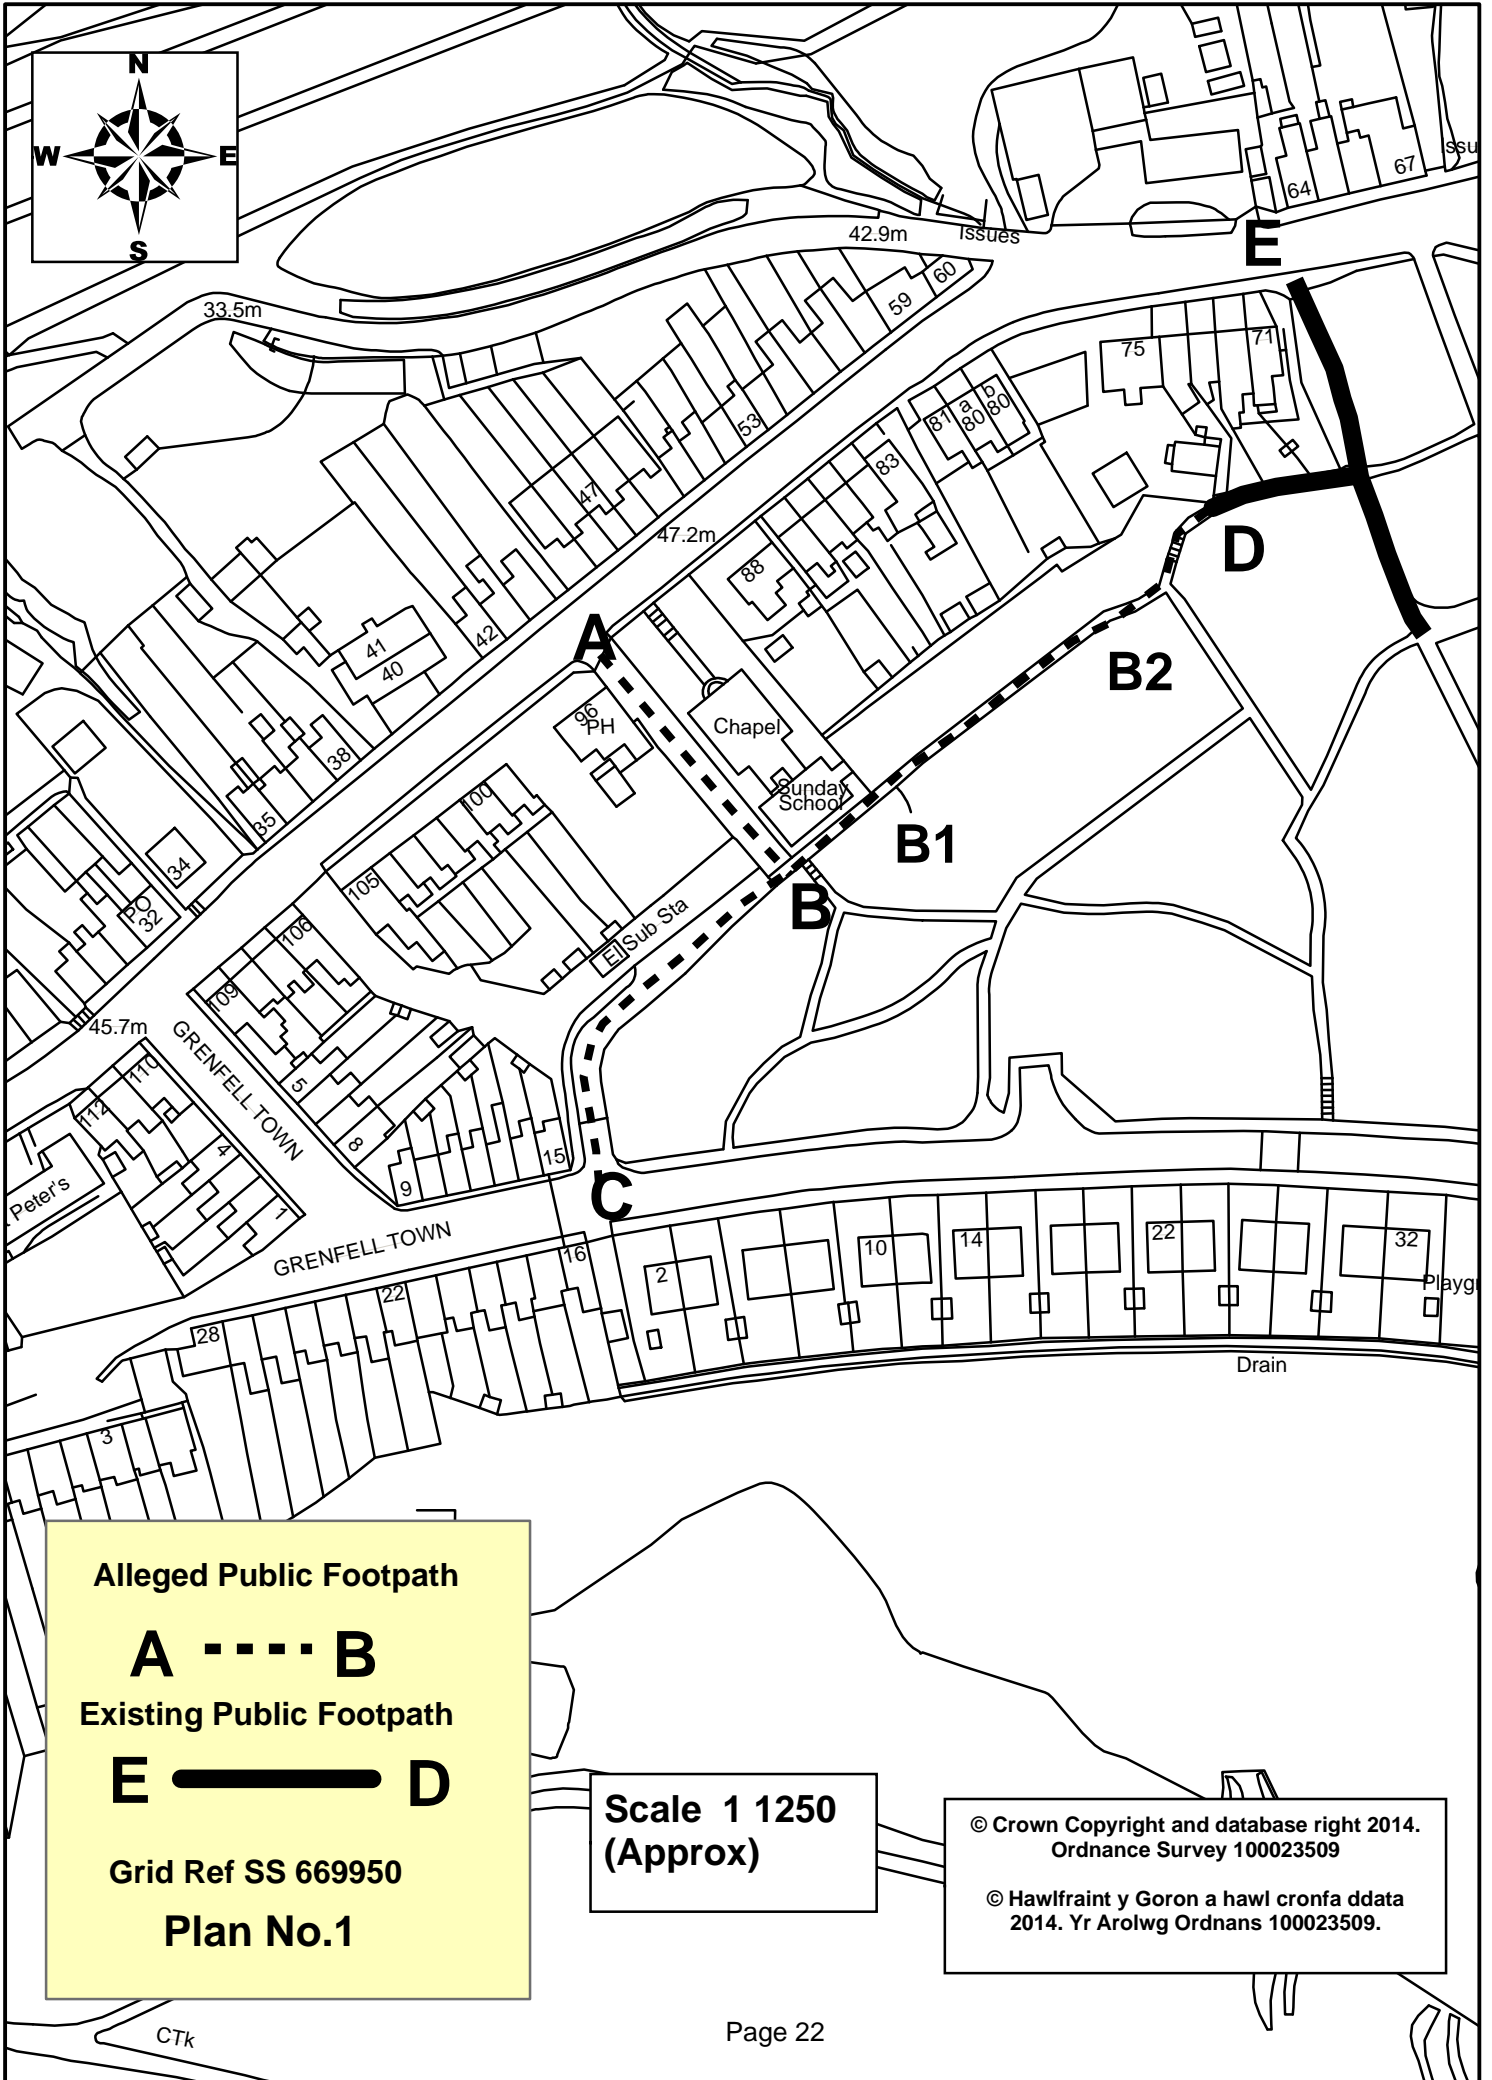 N
W E
S
33.5m
42.9m
Issues
Issu
64
67
E
60
59
53
47
75
71
81
a
80
b
80
83
47.2m
88
D
A
41
40
42
38
35
34
PO
32
96
PH
Chapel
Sunday
School
B2
B1
B
100
105
106
109
El Sub Sta
45.7m
GRENFELL TOWN
110
112
5
8
4
1
9
15
C
Peter's
GRENFELL TOWN
16
22
28
3
2
10
14
22
32
Playgr
Drain
Alleged Public Footpath
A ---- B
Existing Public Footpath
E D
Grid Ref SS 669950
Plan No.1
Scale 1 1250
(Approx)
© Crown Copyright and database right 2014.
Ordnance Survey 100023509
© Hawlfraint y Goron a hawl cronfa ddata
2014. Yr Arolwg Ordnans 100023509.
CTk
Page 22